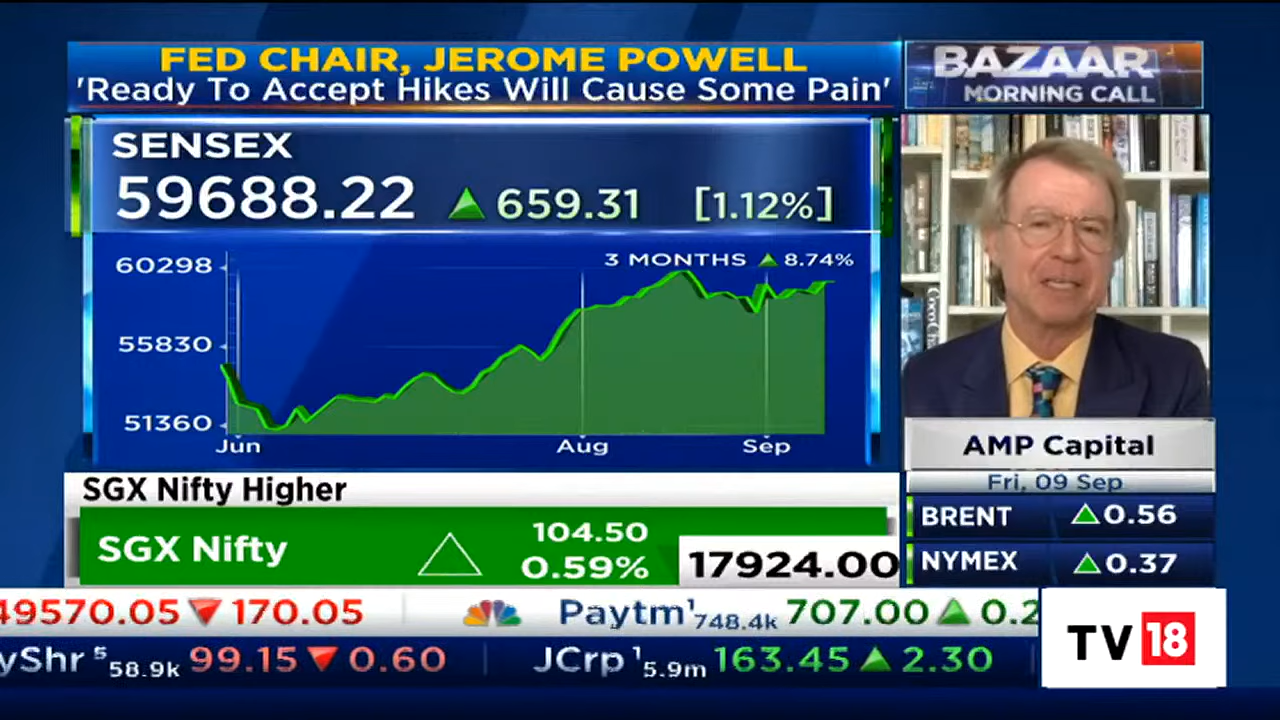 FED CHAIR, JEROME POWELL
'Ready To Accept Hikes Will Cause Some Pain'
BAZAAR
MORNING CALL
SENSEX
59688.22 ▲ 659.31 [1.12%]
3 MONTHS ▲ 8.74%
60298
55830
51360
Jun Aug Sep
AMP Capital
Fri, 09 Sep
BRENT ▲ 0.56
NYMEX ▲ 0.37
SGX Nifty Higher
SGX Nifty △ 104.50
0.59%
17924.00
49570.05 ▼ 170.05 Paytm 1 748.4k 707.00 ▲ 0.2
yShr 5 58.9k 99.15 ▼ 0.60 JCrp 1 5.9m 163.45 ▲ 2.30
TV18